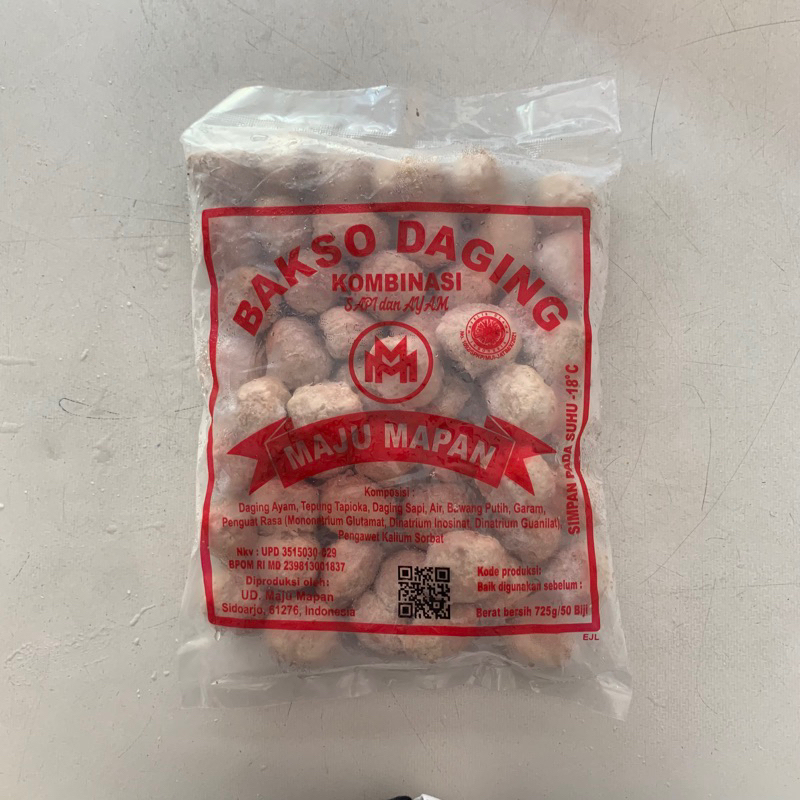 BAKSO DAGING
KOMBINASI
SAPI dan AYAM
MM
MAJU MAPAN
SIMPAN PADA SUHU -18°C
Komposisi :
Daging Ayam, Tepung Tapioka, Daging Sapi, Air, Bawang Putih, Garam,
Penguat Rasa (Mononatrium Glutamat, Dinatrium Inosinat, Dinatrium Guanilat)
Pengawet Kalium Sorbat
Nkv : UPD 3515030-029
BPOM RI MD 239813001837
Diproduksi oleh:
UD. Maju Mapan
Sidoarjo, 61276, Indonesia
Kode produksi:
Baik digunakan sebelum :
Berat bersih 725g/50 Biji
EJL